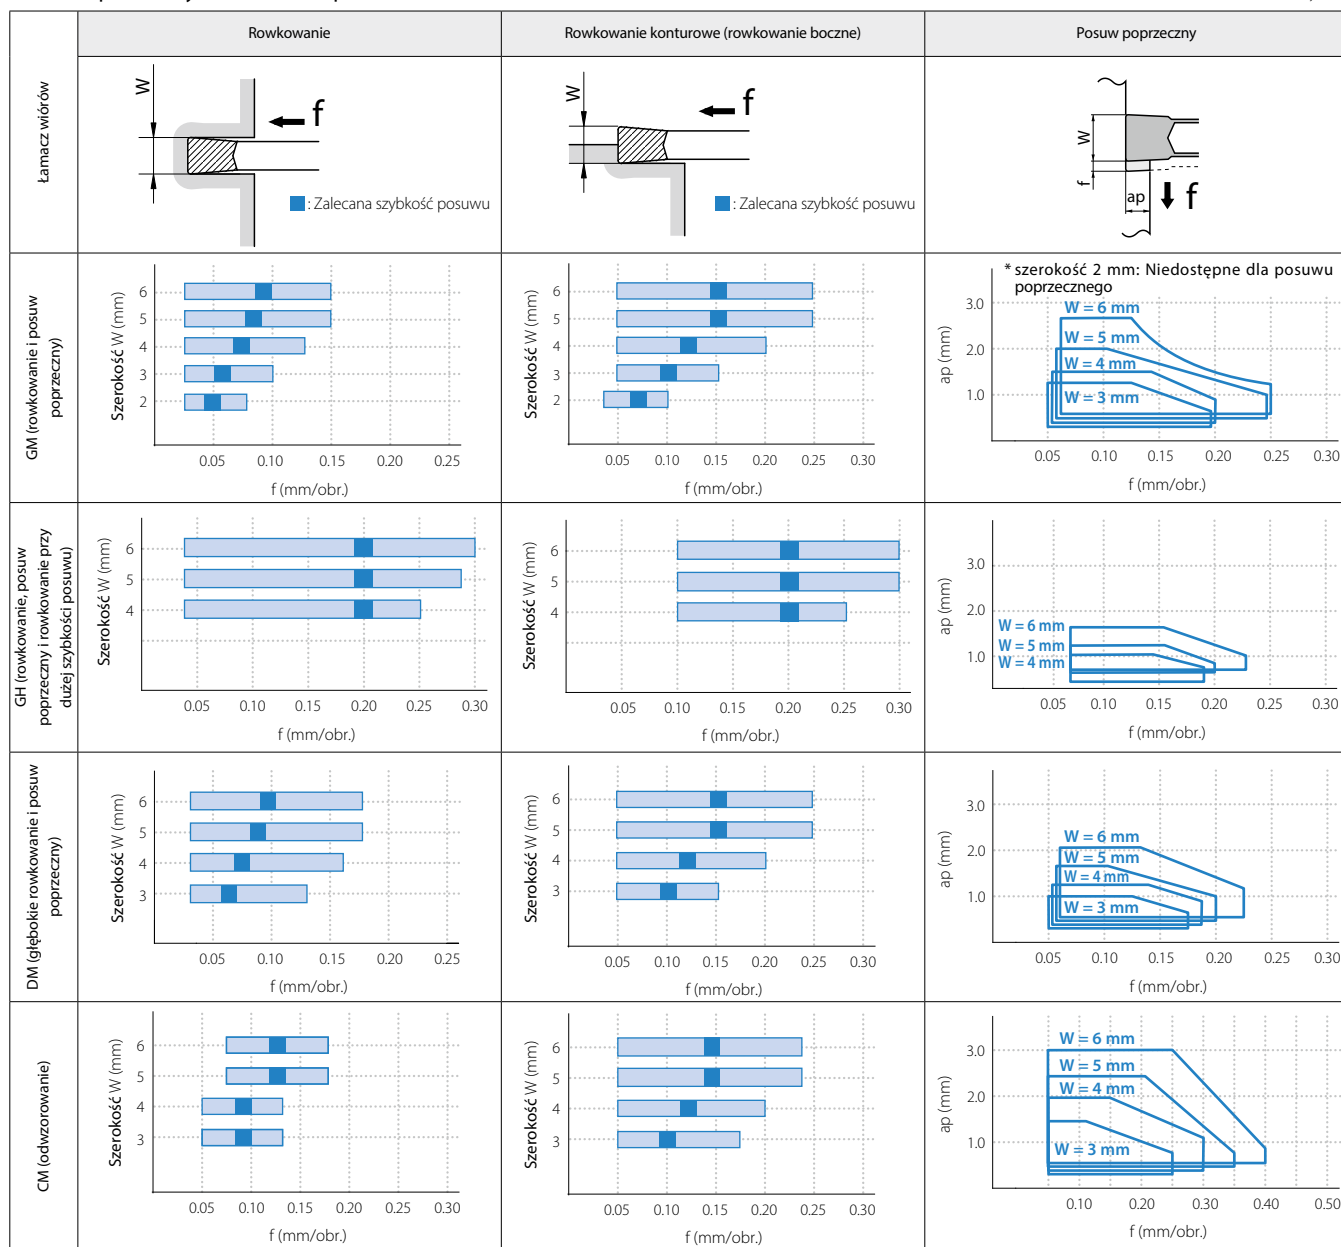 Łamacz wiórów
Rowkowanie
Rowkowanie konturowe (rowkowanie boczne)
Posuw poprzeczny
W
f
: Zalecana szybkość posuwu
W
f
: Zalecana szybkość posuwu
W
f
ap
f
GM (rowkowanie i posuw
poprzeczny)
Szerokość W (mm)
6
5
4
3
2
0.05 0.10 0.15 0.20 0.25
f (mm/obr.)
Szerokość W (mm)
6
5
4
3
2
0.05 0.10 0.15 0.20 0.25 0.30
f (mm/obr.)
* szerokość 2 mm: Niedostępne dla posuwu
poprzecznego
ap (mm)
3.0
2.0
1.0
W = 6 mm
W = 5 mm
W = 4 mm
W = 3 mm
0.05 0.10 0.15 0.20 0.25 0.30
f (mm/obr.)
GH (rowkowanie, posuw
poprzeczny i rowkowanie przy
dużej szybkości posuwu)
Szerokość W (mm)
6
5
4
0.05 0.10 0.15 0.20 0.25 0.30
f (mm/obr.)
Szerokość W (mm)
6
5
4
0.05 0.10 0.15 0.20 0.25 0.30
f (mm/obr.)
ap (mm)
3.0
2.0
1.0
W = 6 mm
W = 5 mm
W = 4 mm
0.05 0.10 0.15 0.20 0.25 0.30
f (mm/obr.)
DM (głębokie rowkowanie i posuw
poprzeczny)
Szerokość W (mm)
6
5
4
3
0.05 0.10 0.15 0.20 0.25
f (mm/obr.)
Szerokość W (mm)
6
5
4
3
0.05 0.10 0.15 0.20 0.25 0.30
f (mm/obr.)
ap (mm)
3.0
2.0
1.0
W = 6 mm
W = 5 mm
W = 4 mm
W = 3 mm
0.05 0.10 0.15 0.20 0.25 0.30
f (mm/obr.)
CM (odwzorowanie)
Szerokość W (mm)
6
5
4
3
0.05 0.10 0.15 0.20 0.25 0.30
f (mm/obr.)
Szerokość W (mm)
6
5
4
3
0.05 0.10 0.15 0.20 0.25 0.30
f (mm/obr.)
ap (mm)
3.0
2.0
1.0
W = 6 mm
W = 5 mm
W = 4 mm
W = 3 mm
0.10 0.20 0.30 0.40 0.50
f (mm/obr.)